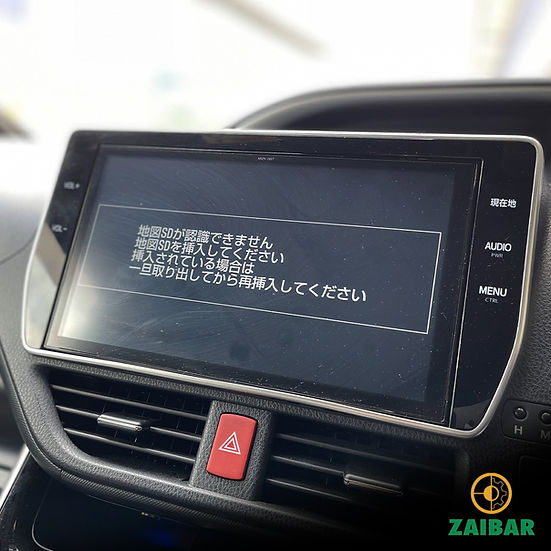 VOL +
VOL -
地図SDが認識できません
地図SDを挿入してください
挿入されている場合は
一旦取り出してから再挿入してください
現在地
AUDIO
PWR
MENU
CTRL
H
M
ZAIBAR